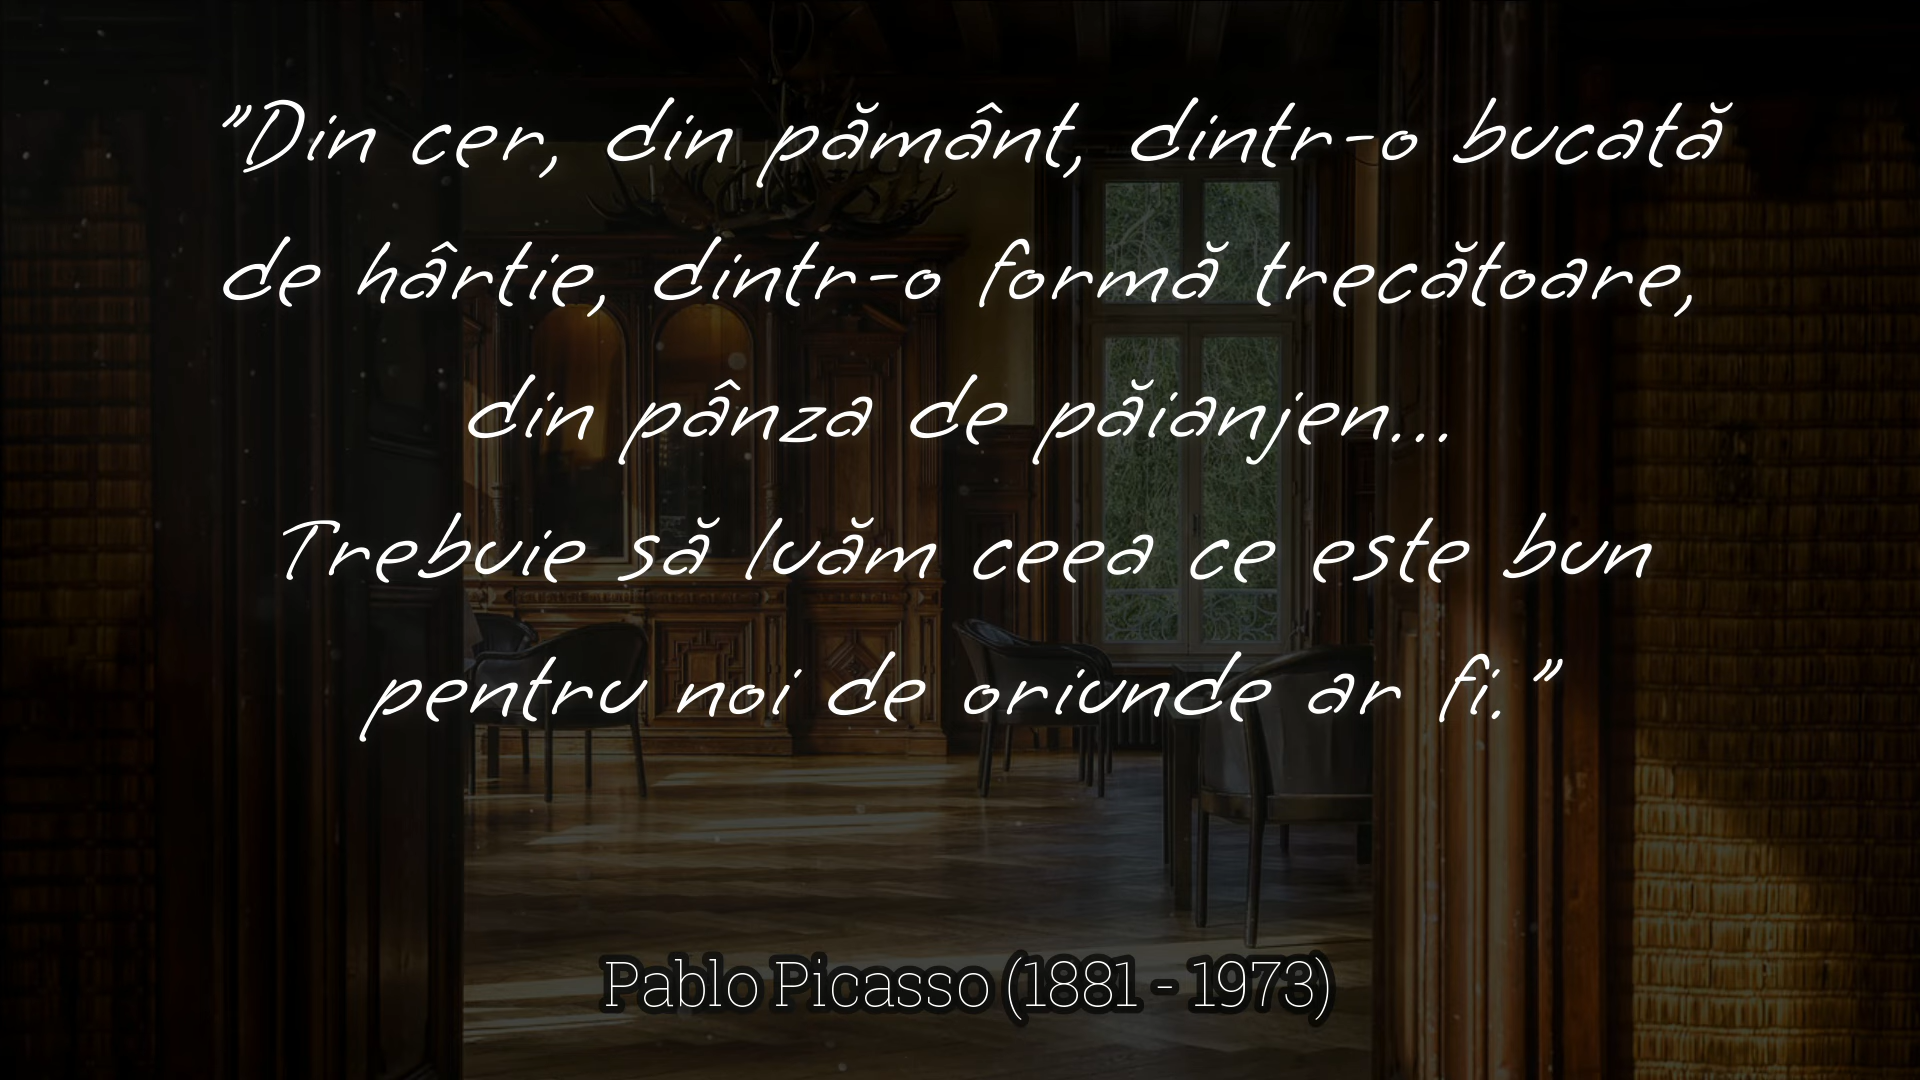 ”Din cer, din pământ, dintr-o bucată
de hârtie, dintr-o formă trecătoare,
din pânza de păianjen...
Trebuie să luăm ceea ce este bun
pentru noi de oriunde ar fi.”
Pablo Picasso (1881 - 1973)